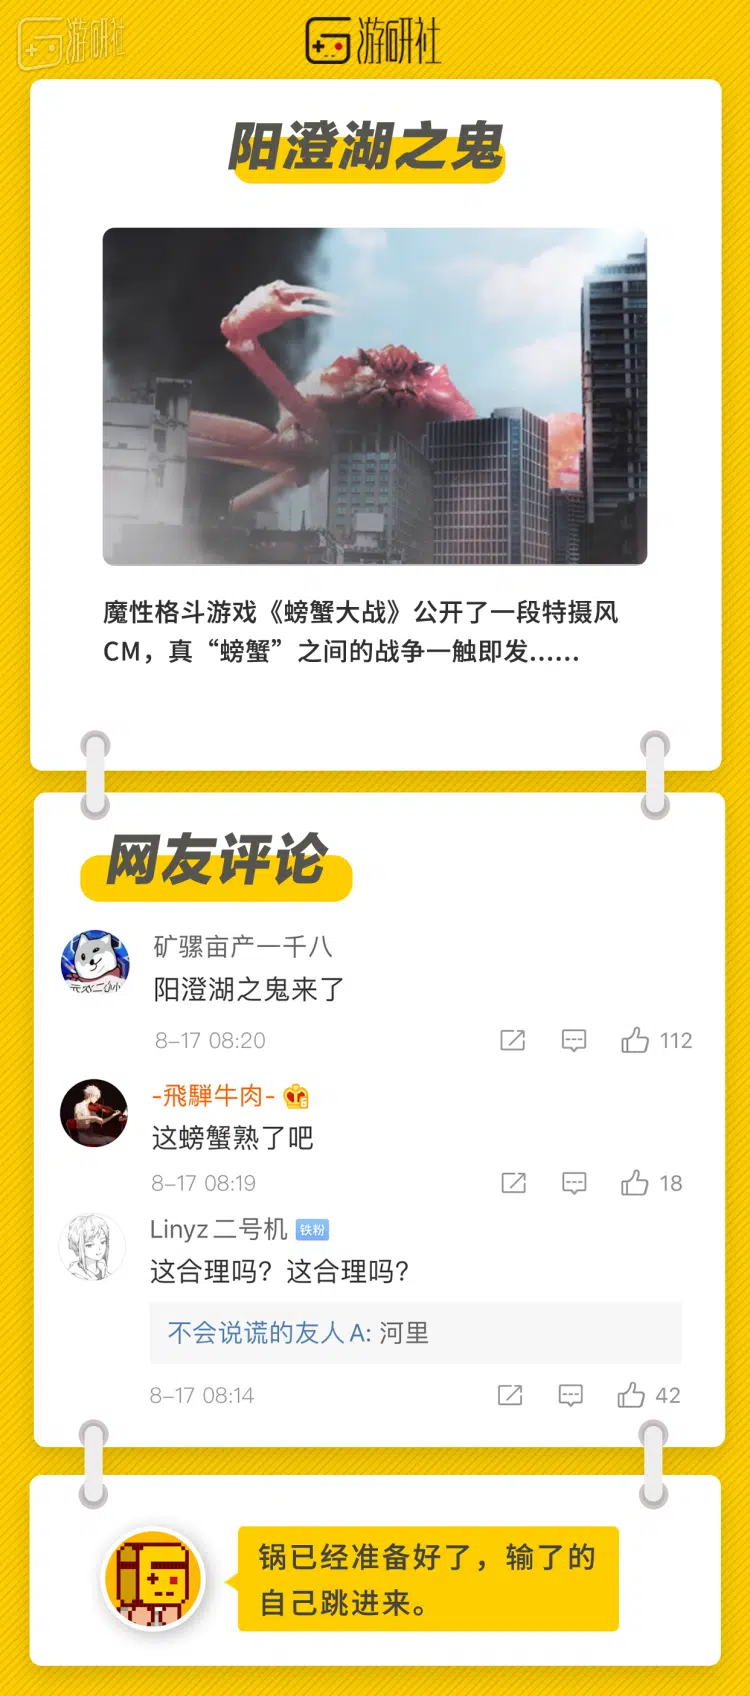 游研社
游研社
阳澄湖之鬼
魔性格斗游戏《螃蟹大战》公开了一段特摄风
CM，真“螃蟹”之间的战争一触即发……
网友评论
矿骡亩产一千八
阳澄湖之鬼来了
8-17 08:20
112
-飛騨牛肉-
这螃蟹熟了吧
8-17 08:19
18
Linyz二号机 铁粉
这合理吗？这合理吗？
不会说谎的友人A: 河里
8-17 08:14
42
锅已经准备好了，输了的
自己跳进来。